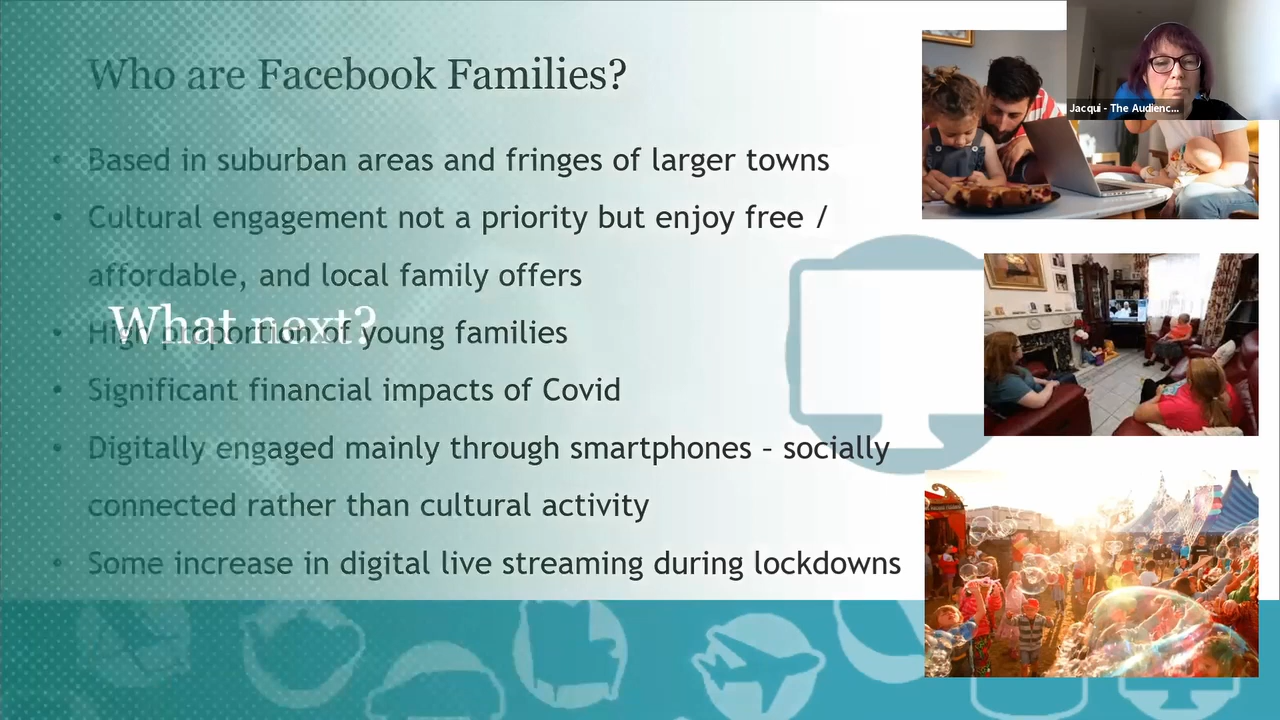 Who are Facebook Families?
Jacqui - The Audienc...
• Based in suburban areas and fringes of larger towns
• Cultural engagement not a priority but enjoy free /
affordable, and local family offers
What next?
• High proportion of young families
• Significant financial impacts of Covid
• Digitally engaged mainly through smartphones – socially
connected rather than cultural activity
• Some increase in digital live streaming during lockdowns